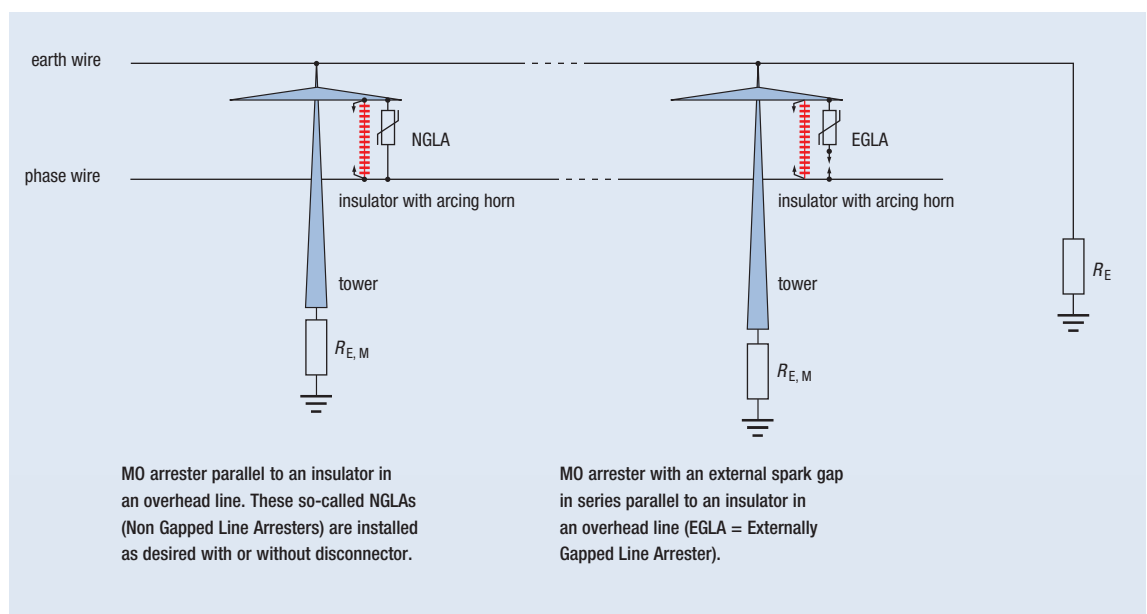 earth wire
NGLA
EGLA
phase wire
insulator with arcing horn
insulator with arcing horn
tower
tower
R_E
R_E, M
R_E, M
MO arrester parallel to an insulator in
an overhead line. These so-called NGLAs
(Non Gapped Line Arresters) are installed
as desired with or without disconnector.
MO arrester with an external spark gap
in series parallel to an insulator in
an overhead line (EGLA = Externally
Gapped Line Arrester).